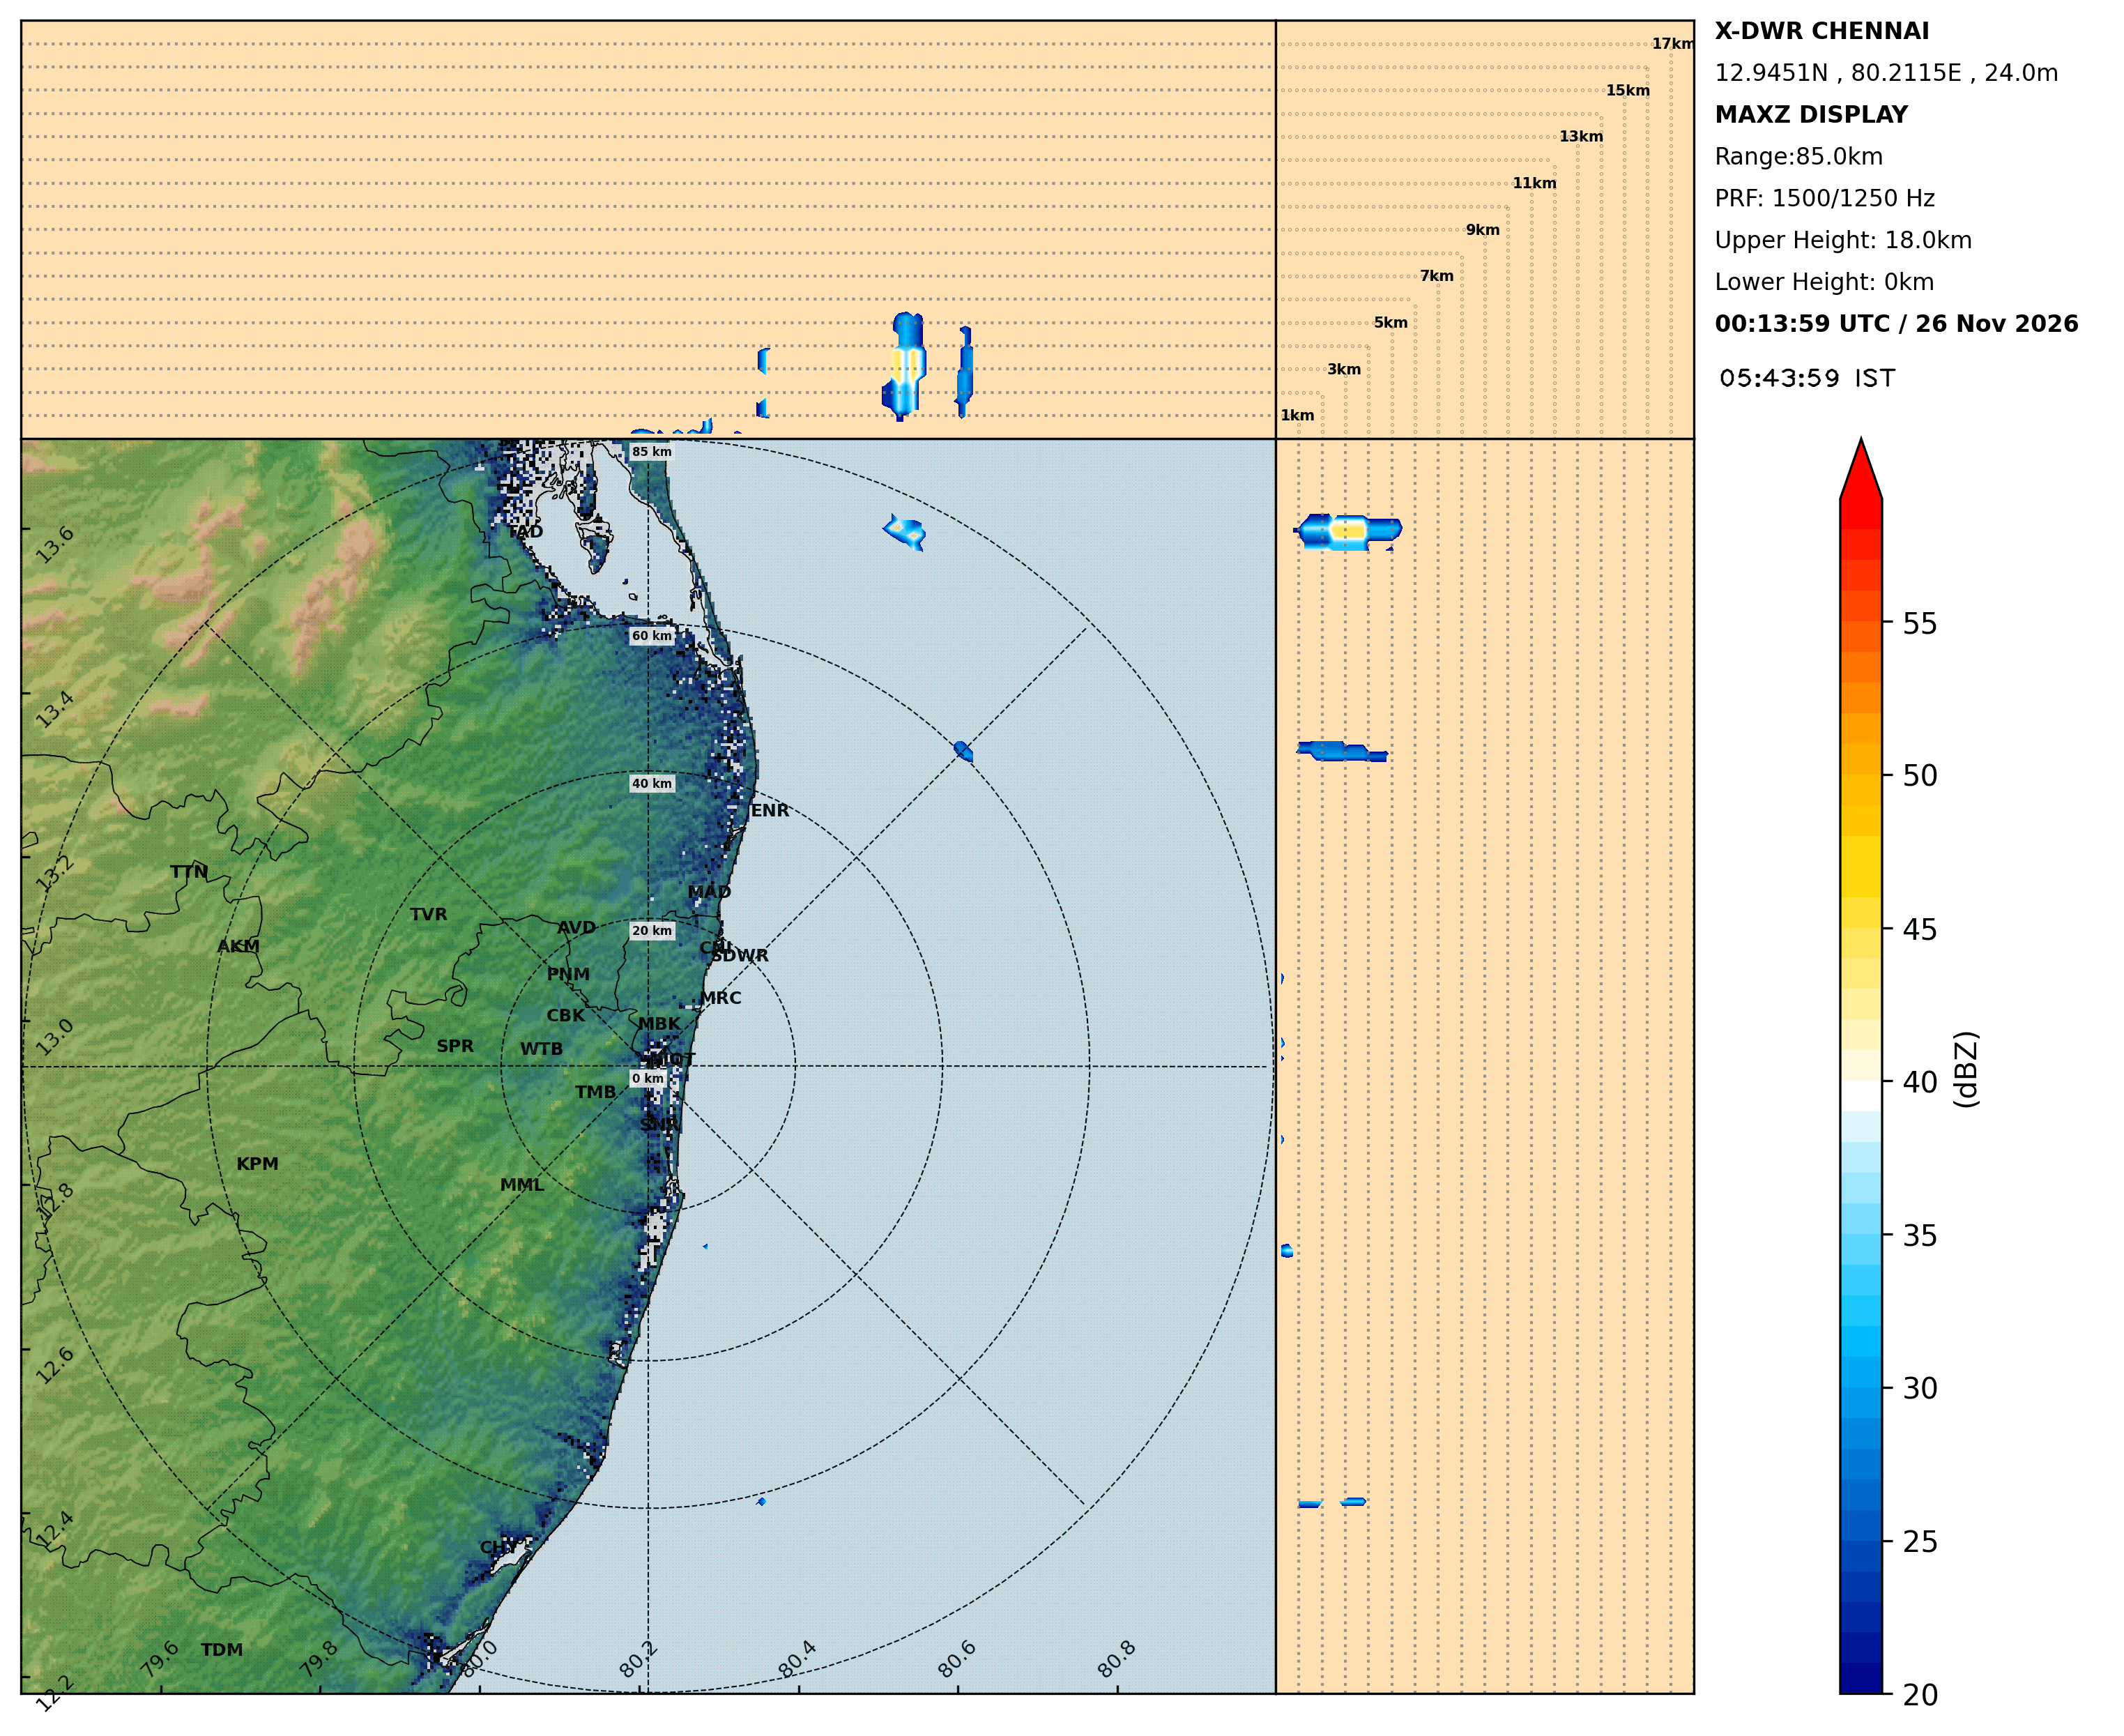 X-DWR CHENNAI
12.9451N , 80.2115E , 24.0m
MAXZ DISPLAY
Range:85.0km
PRF: 1500/1250 Hz
Upper Height: 18.0km
Lower Height: 0km
00:13:59 UTC / 26 Nov 2026
05:43:59 IST
17km
15km
13km
11km
9km
7km
5km
3km
1km
85 km
TAD
13.6
60 km
13.4
40 km
ENR
13.2
TTN
MAD
TVR
AVD
20 km
AKM
SDWR
PNM
MRC
CBK
MBK
13.0
SPR
WTB
0 km
TMB
SNR
KPM
MML
12.8
12.6
12.4
CHY
TDM
12.2
79.6
79.8
80.0
80.2
80.4
80.6
80.8
55
50
45
40
35
30
25
20
(dBZ)